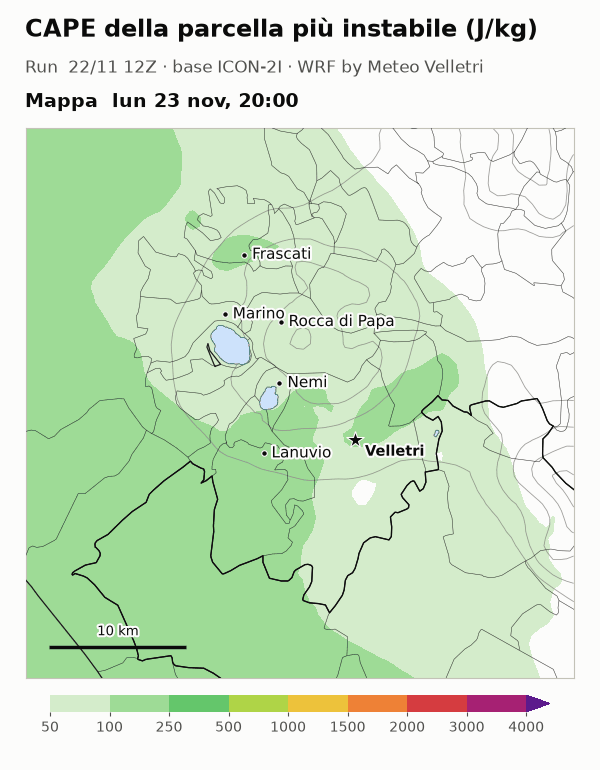 CAPE della parcella più instabile (J/kg)
Run  22/11 12Z · base ICON-2I · WRF by Meteo Velletri
Mappa  lun 23 nov, 20:00
Frascati
Marino
Rocca di Papa
Nemi
Velletri
Lanuvio
10 km
50 100 250 500 1000 1500 2000 3000 4000